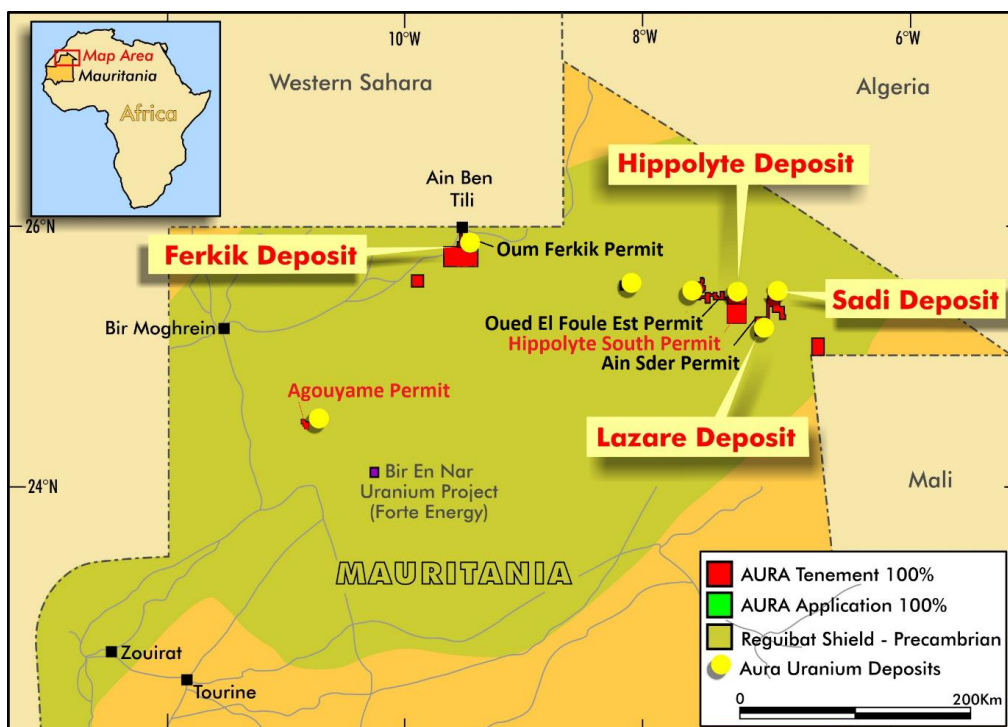 Map Area
Mauritania
Africa
10°W
8°W
6°W
Western Sahara
Algeria
Hippolyte Deposit
Ain Ben
Tili
26°N
Ferkik Deposit
Oum Ferkik Permit
Sadi Deposit
Bir Moghrein
Oued El Foule Est Permit
Hippolyte South Permit
Ain Sder Permit
Agouyame Permit
Lazare Deposit
24°N
Bir En Nar
Uranium Project
(Forte Energy)
Mali
MAURITANIA
AURA Tenement 100%
AURA Application 100%
Reguibat Shield - Precambrian
Aura Uranium Deposits
0
200Km
Zouirat
Tourine